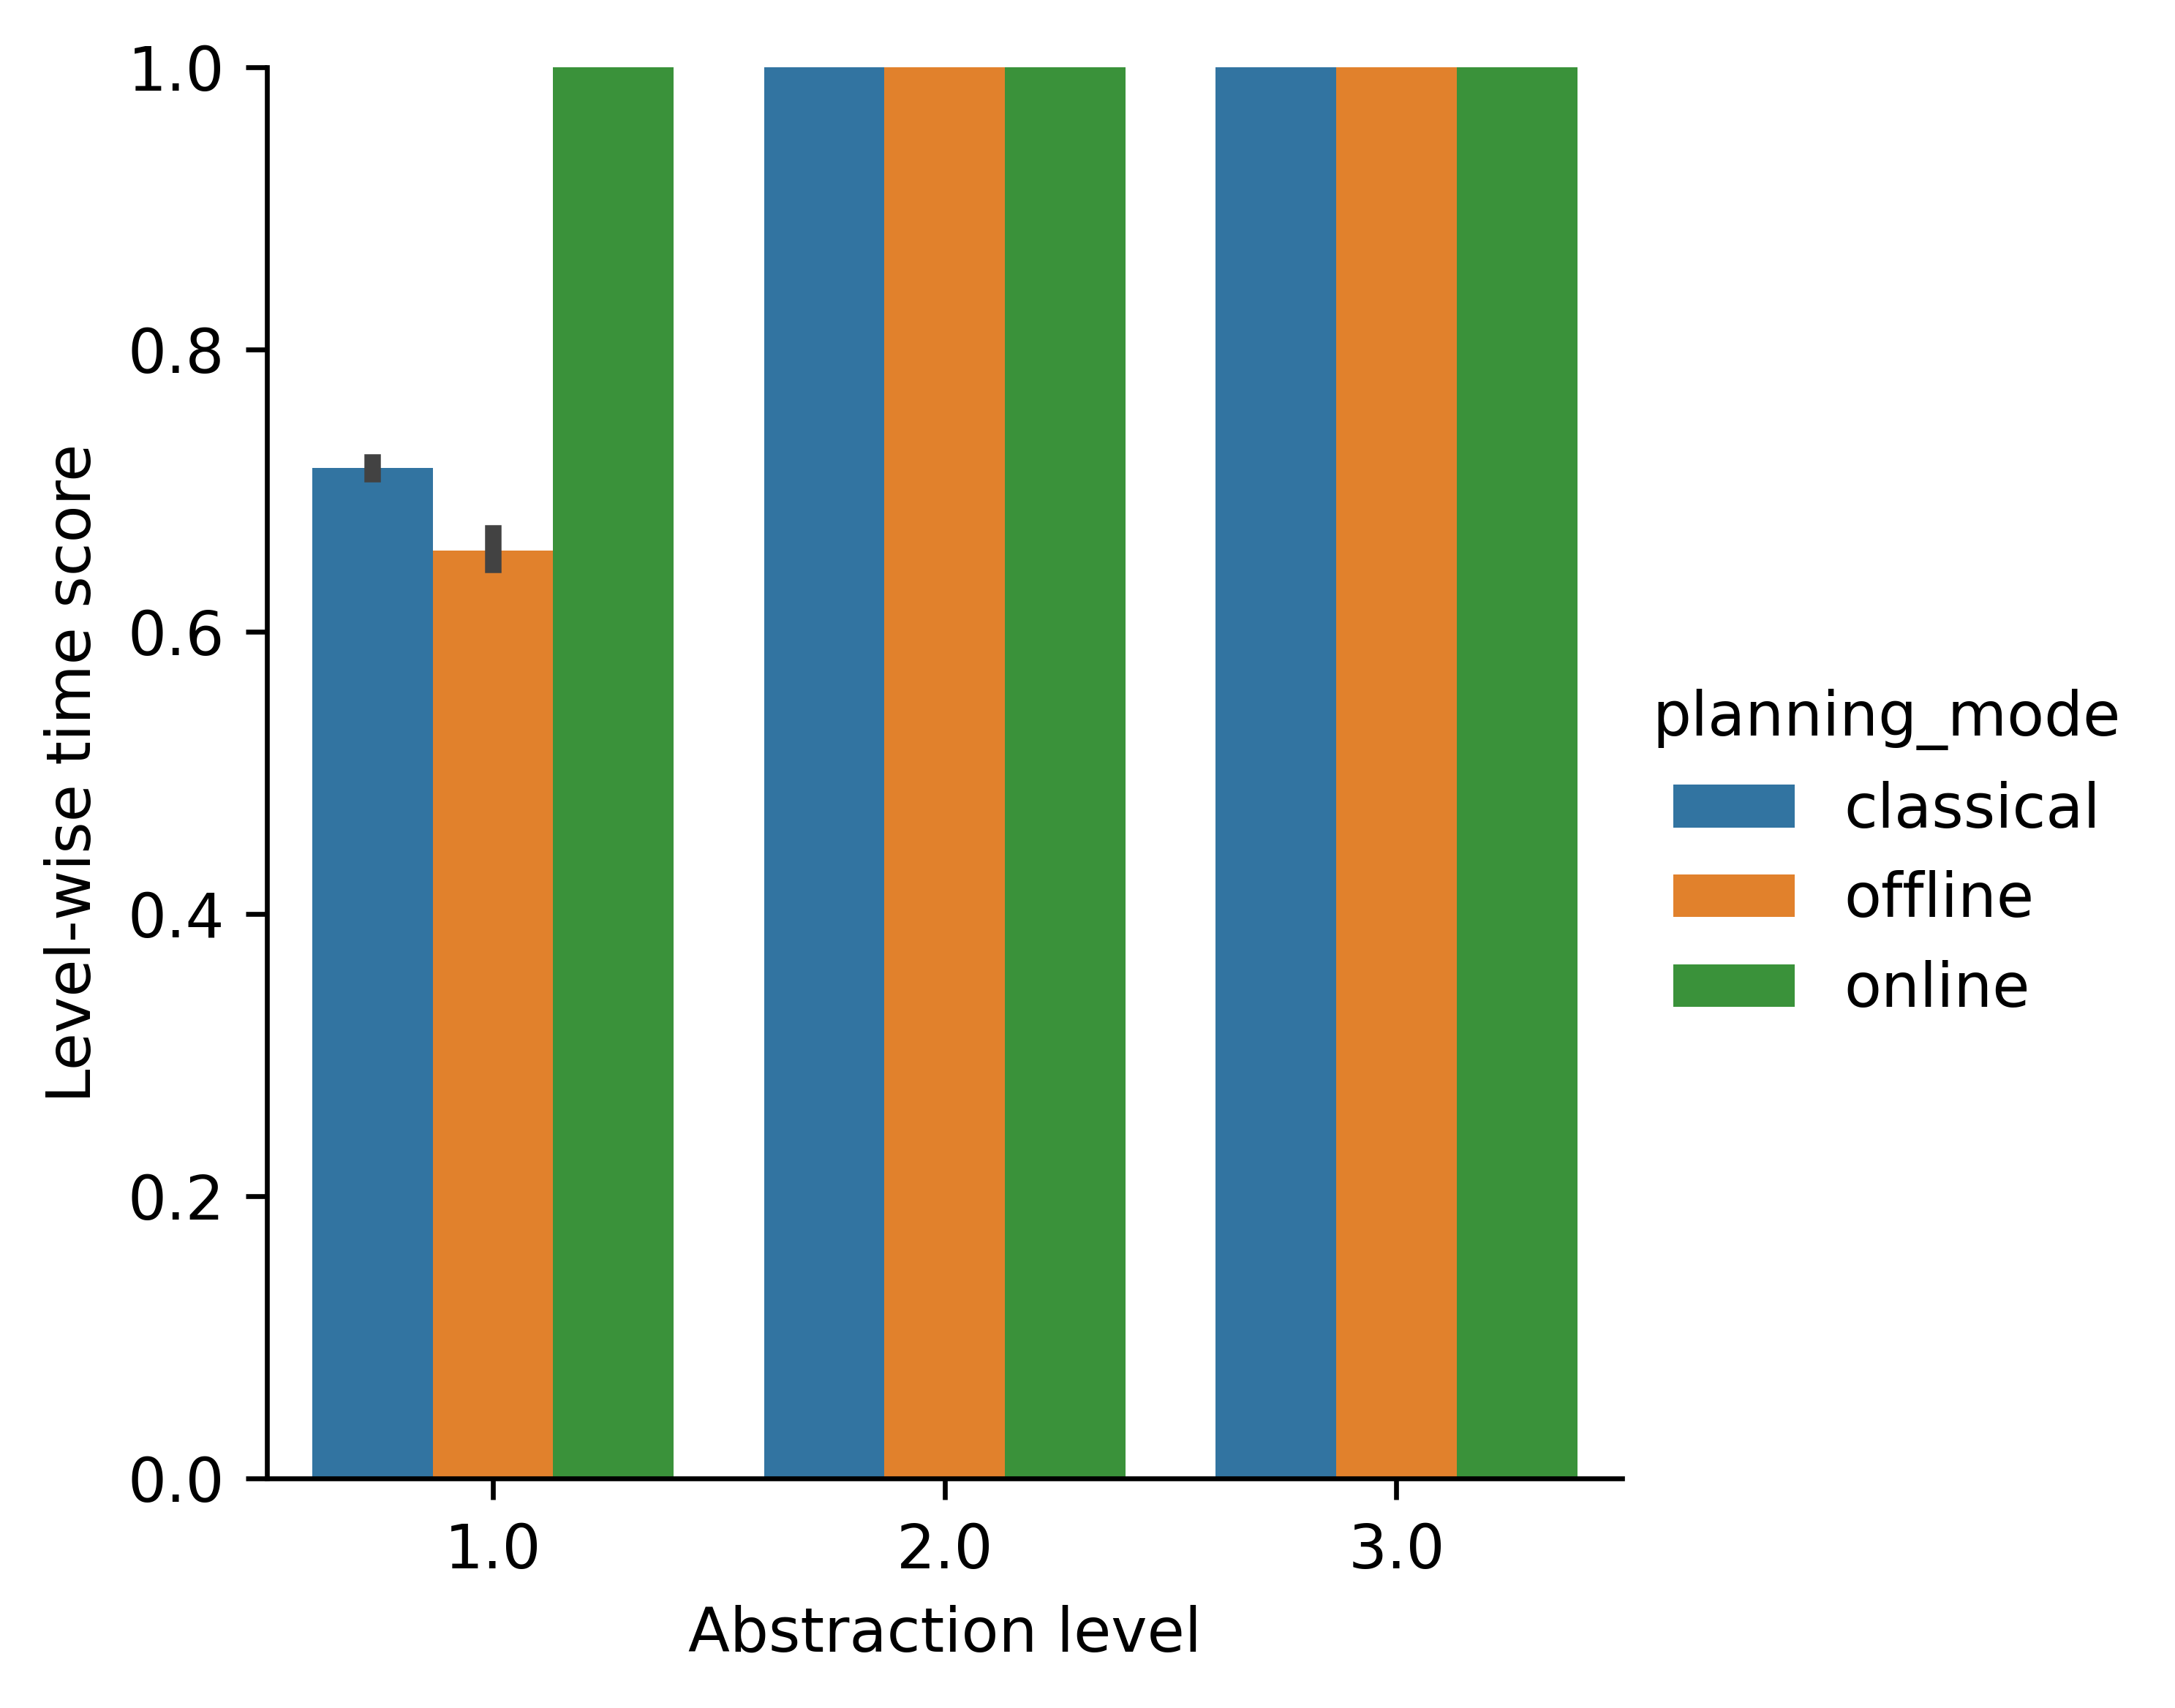 1.0
0.8
0.6
0.4
0.2
0.0
Level-wise time score
1.0 2.0 3.0
Abstraction level
planning_mode
classical
offline
online